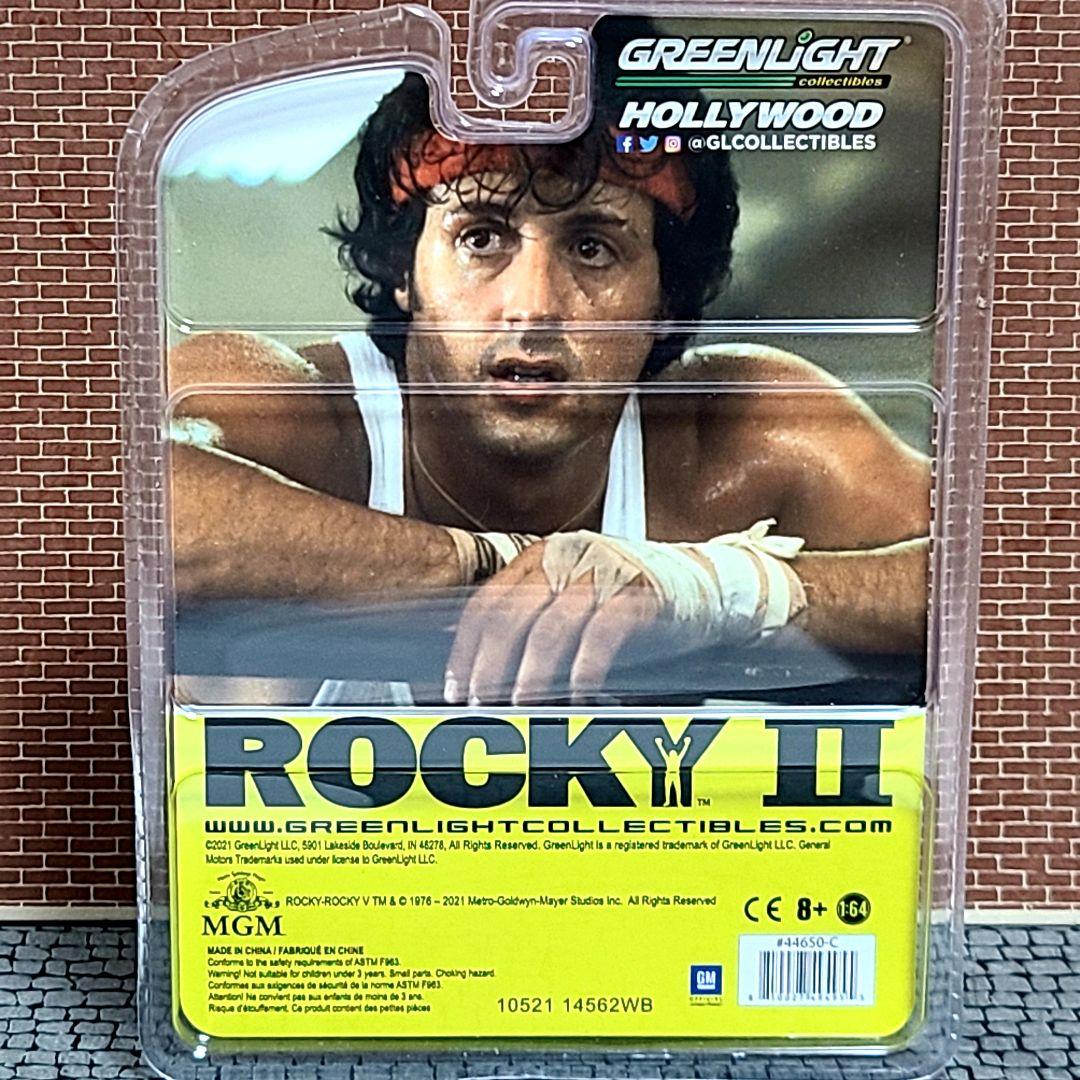 GREENLiGHT
collectibles
HOLLYWOOD
@GLCOLLECTIBLES
ROCKY II™
WWW.GREENLIGHTCOLLECTIBLES.COM
©2021 GreenLight LLC, 5901 Lakeside Boulevard, IN 46278, All Rights Reserved. GreenLight is a registered trademark of GreenLight LLC. General
Motors Trademarks used under license to GreenLight LLC.
MGM
ROCKY-ROCKY V TM & © 1976 – 2021 Metro-Goldwyn-Mayer Studios Inc. All Rights Reserved
CE 8+ 1:64
MADE IN CHINA / FABRIQUÉ EN CHINE
Conforms to the safety requirements of ASTM F963.
Warning! Not suitable for children under 3 years. Small parts. Choking hazard.
Conformes aux exigences de sécurité de la norme ASTM F963.
Attention! Ne convient pas aux enfants de moins de 3 ans.
Risque d'étouffement. Ce produit contient des petites pièces
10521 14562WB
GM
#44650-C